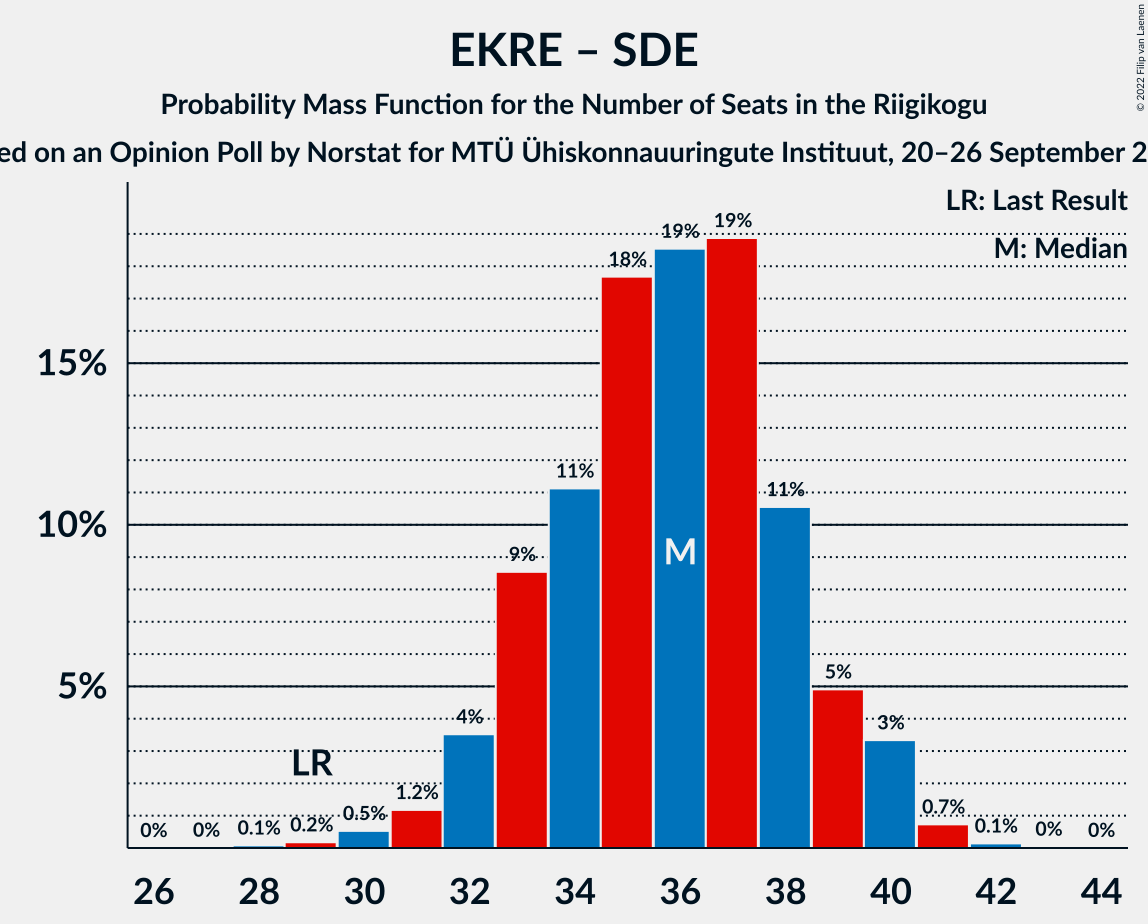 EKRE – SDE
Probability Mass Function for the Number of Seats in the Riigikogu
ed on an Opinion Poll by Norstat for MTÜ Ühiskonnauuringute Instituut, 20–26 September 2
© 2022 Filip van Laenen
LR: Last Result
M: Median
15%
10%
5%
0%
0%
0.1%
0.2%
0.5%
1.2%
4%
9%
11%
18%
19%
19%
11%
5%
3%
0.7%
0.1%
0%
0%
LR
M
26 28 30 32 34 36 38 40 42 44